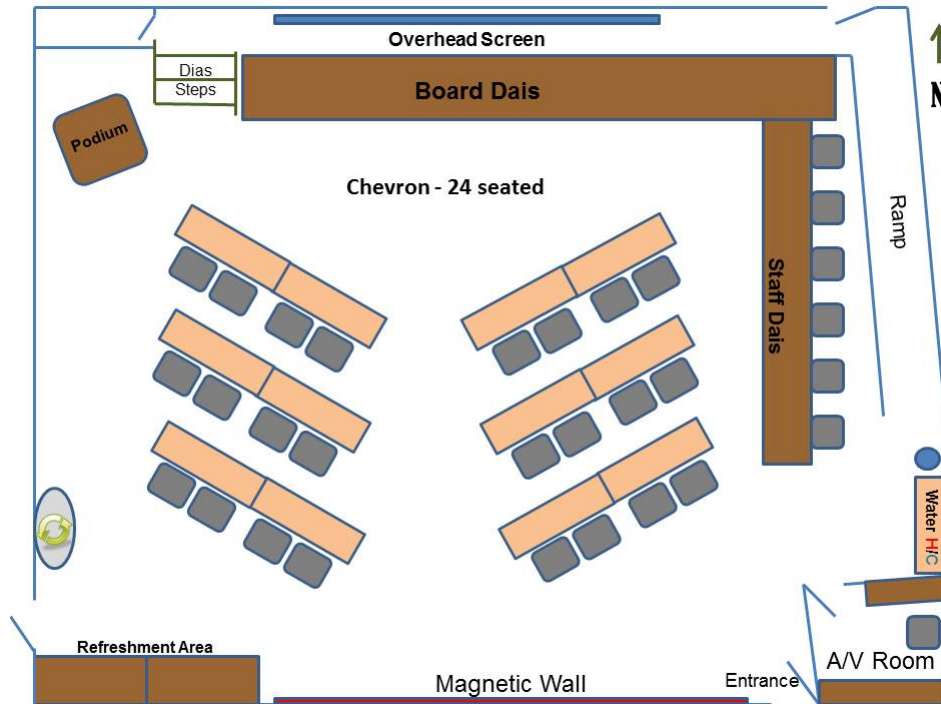 Overhead Screen
Dias
Steps
Board Dais
N
Podium
Chevron - 24 seated
Ramp
Staff Dais
Water H/C
Refreshment Area
Magnetic Wall
Entrance
A/V Room